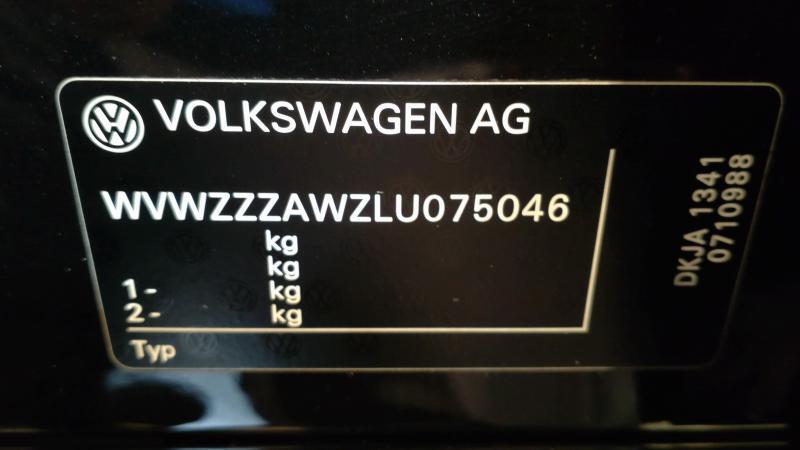 VOLKSWAGEN AG
WVWZZZAWZLU075046
kg
kg
1- kg
2- kg
Typ
DKJA 1341
0710988